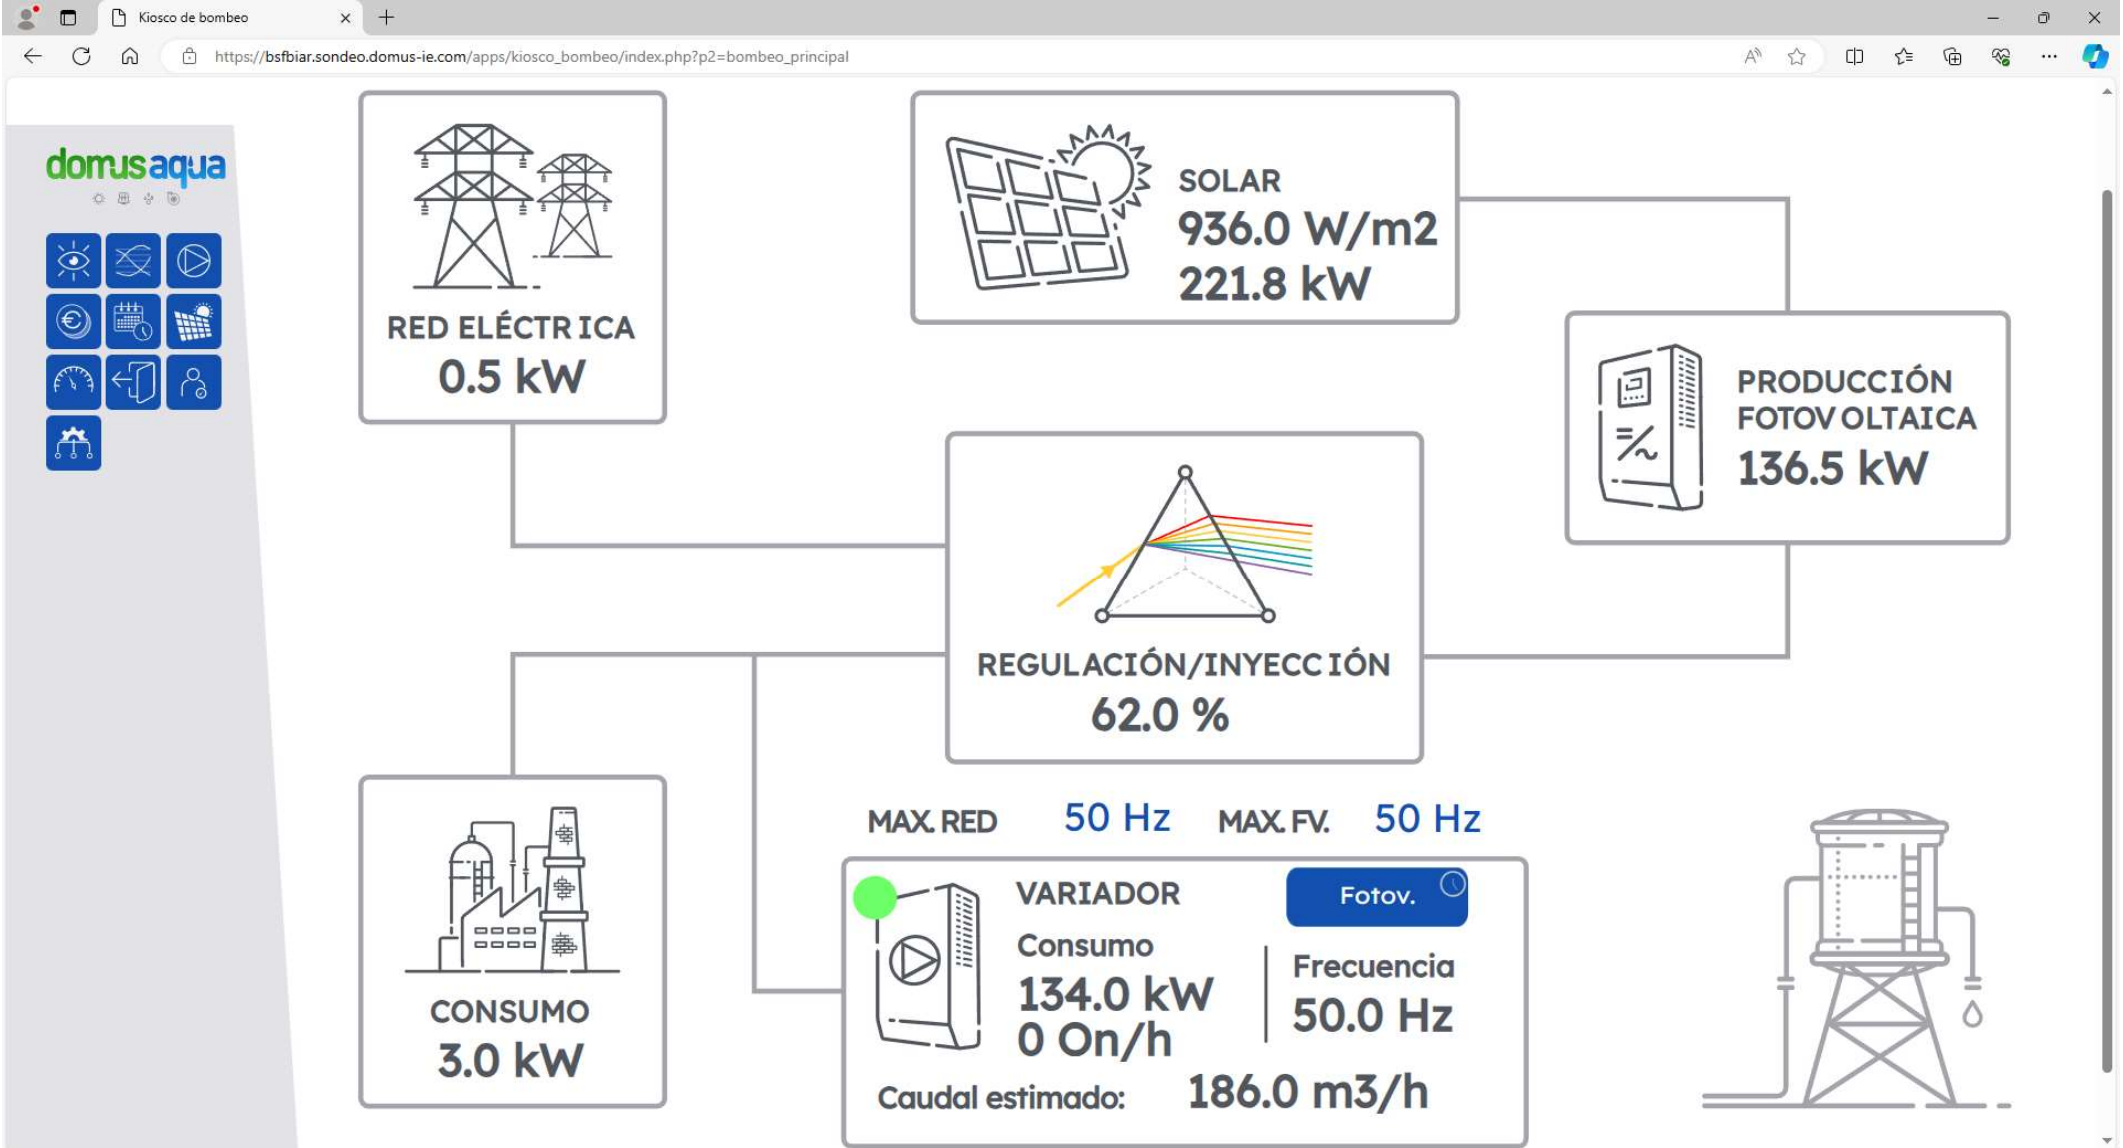 Kiosco de bombeo
https://bsfbiar.sondeo.domus-ie.com/apps/kiosco_bombeo/index.php?p2=bombeo_principal
domusaqua
RED ELÉCTRICA
0.5 kW
SOLAR
936.0 W/m2
221.8 kW
PRODUCCIÓN
FOTOVOLTAICA
136.5 kW
REGULACIÓN/INYECCIÓN
62.0 %
MAX. RED 50 Hz MAX. FV. 50 Hz
CONSUMO
3.0 kW
VARIADOR
Fotov.
Consumo
134.0 kW
0 On/h
Frecuencia
50.0 Hz
Caudal estimado: 186.0 m3/h